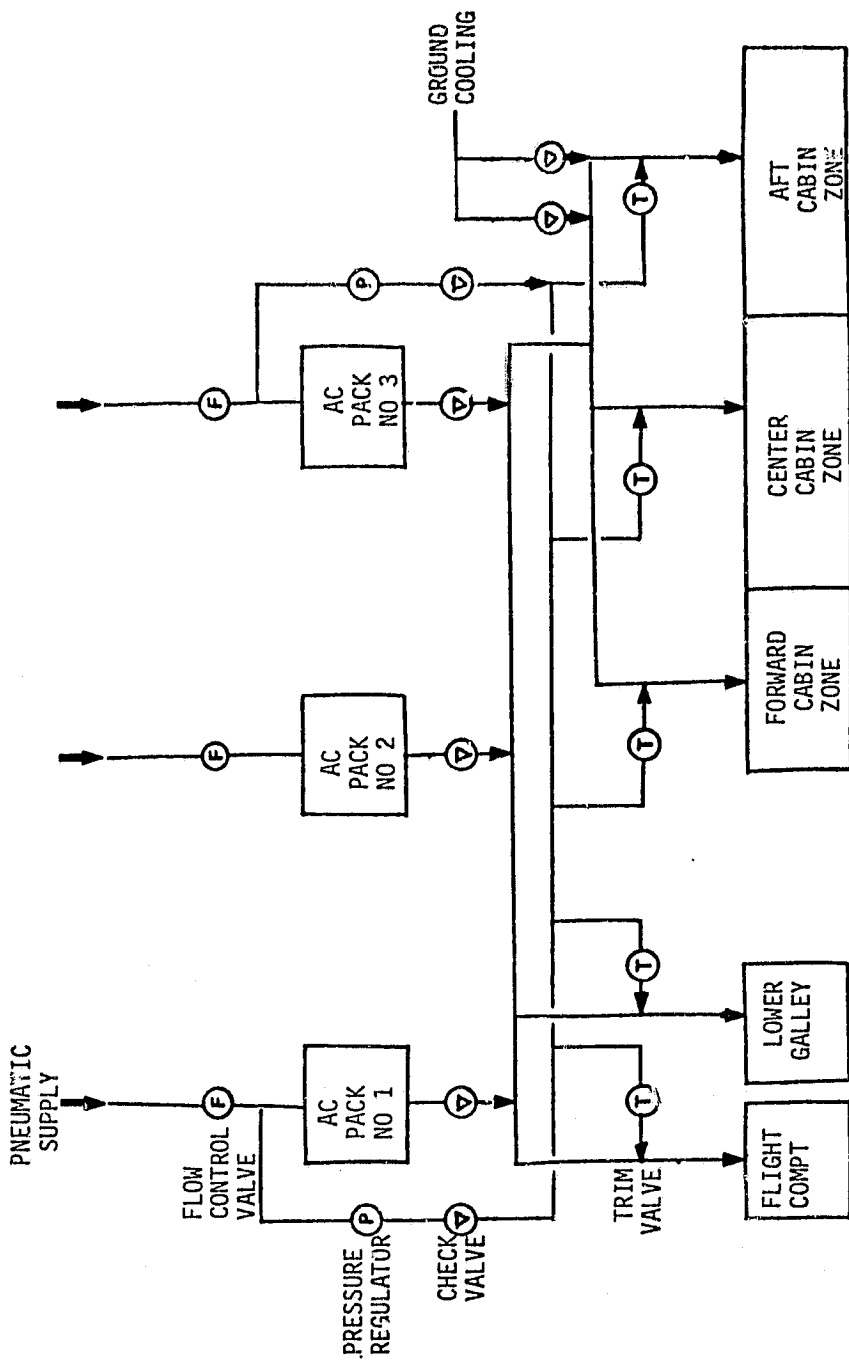 PNEUMATIC
SUPPLY
FLOW
CONTROL
VALVE
F
F
F
PRESSURE
REGULATOR
P
P
AC
PACK
NO 1
AC
PACK
NO 2
AC
PACK
NO 3
CHECK
VALVE
GROUND
COOLING
TRIM
VALVE
T
T
T
T
T
FLIGHT
COMPT
LOWER
GALLEY
FORWARD
CABIN
ZONE
CENTER
CABIN
ZONE
AFT
CABIN
ZONE